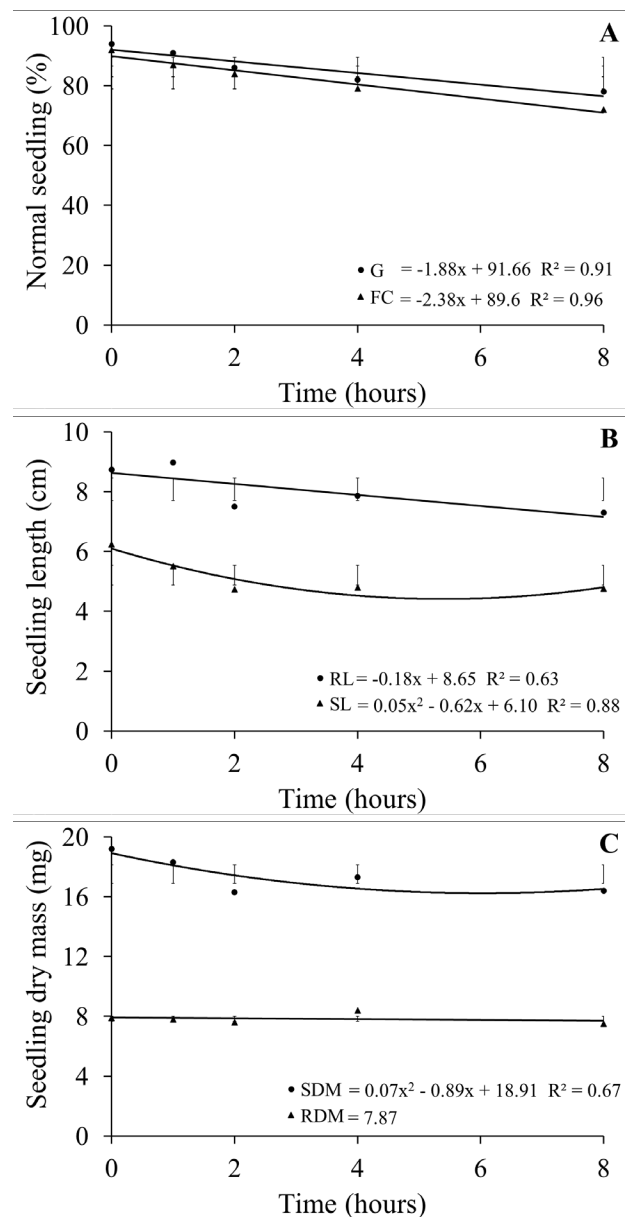 A
Normal seedling (%)
100
80
60
40
20
0
G = -1.88x + 91.66 R² = 0.91
FC = -2.38x + 89.6 R² = 0.96
0 2 4 6 8
Time (hours)
B
Seedling length (cm)
10
8
6
4
2
0
RL = -0.18x + 8.65 R² = 0.63
SL = 0.05x² - 0.62x + 6.10 R² = 0.88
0 2 4 6 8
Time (hours)
C
Seedling dry mass (mg)
20
16
12
8
4
0
SDM = 0.07x² - 0.89x + 18.91 R² = 0.67
RDM = 7.87
0 2 4 6 8
Time (hours)